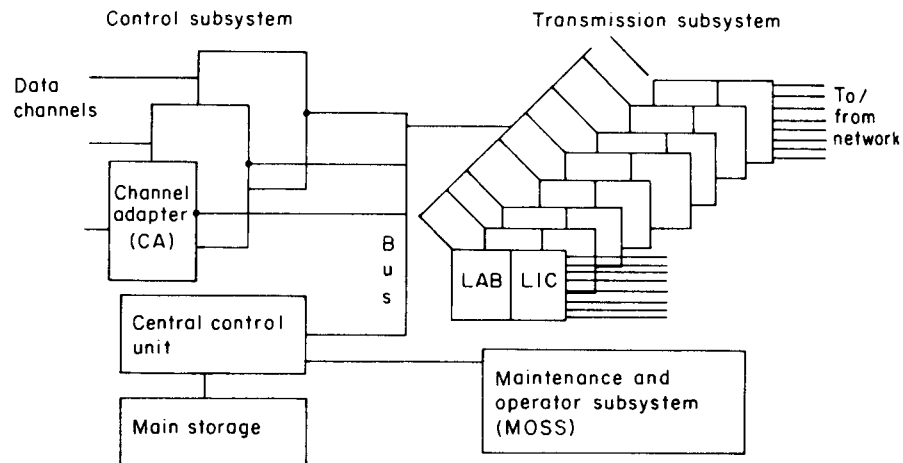 Control subsystem
Transmission subsystem
Data
channels
To/
from
network
Channel
adapter
(CA)
B
u
s
LAB
LIC
Central control
unit
Maintenance and
operator subsystem
(MOSS)
Main storage